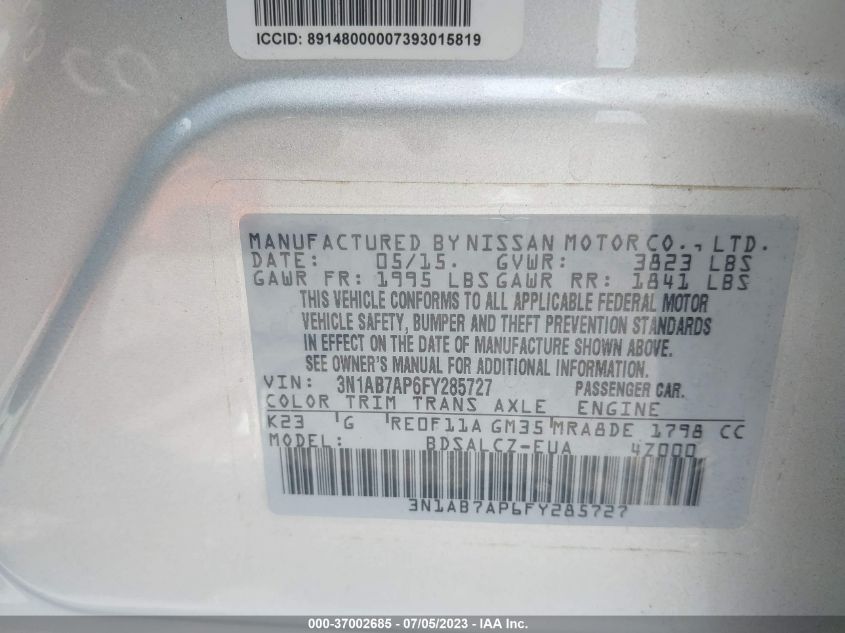 ICCID: 89148000007393015819
MANUFACTURED BY NISSAN MOTOR CO., LTD.
DATE: 05/15. GVWR: 3823 LBS
GAWR FR: 1995 LBS GAWR RR: 1841 LBS
THIS VEHICLE CONFORMS TO ALL APPLICABLE FEDERAL MOTOR
VEHICLE SAFETY, BUMPER AND THEFT PREVENTION STANDARDS
IN EFFECT ON THE DATE OF MANUFACTURE SHOWN ABOVE.
SEE OWNER'S MANUAL FOR ADDITIONAL INFORMATION.
VIN: 3N1AB7AP6FY285727 PASSENGER CAR.
COLOR TRIM TRANS AXLE ENGINE
K23 G RE0F11A GM35 MRA8DE 1798 CC
MODEL: BDSALCZ-EUA 4Z000
3N1AB7AP6FY285727
000-37002685 - 07/05/2023 - IAA Inc.